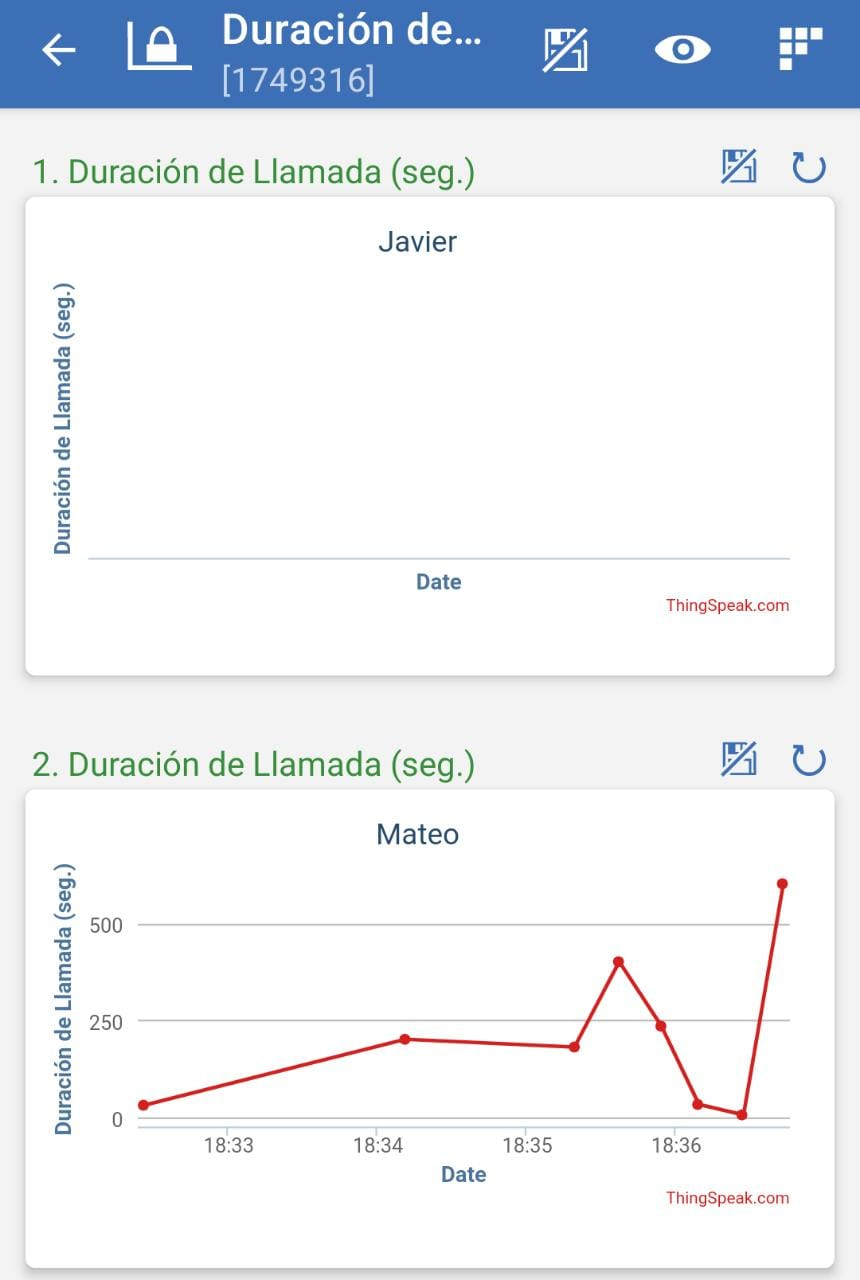 Duración de...
[1749316]
1. Duración de Llamada (seg.)
Javier
Duración de Llamada (seg.)
Date
ThingSpeak.com
2. Duración de Llamada (seg.)
Mateo
Duración de Llamada (seg.)
500
250
0
18:33 18:34 18:35 18:36
Date
ThingSpeak.com